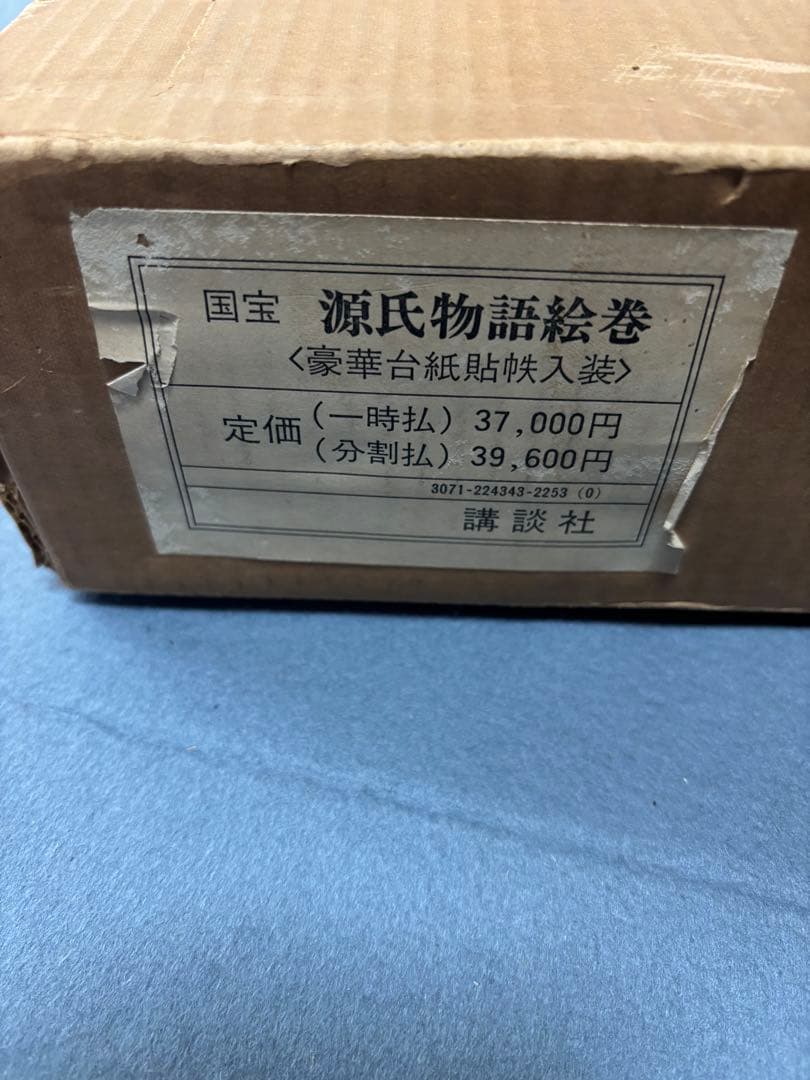 国宝 源氏物語絵巻
〈豪華台紙貼帙入装〉
定価 (一時払) 37,000円
(分割払) 39,600円
3071-224343-2253 (0)
講談社